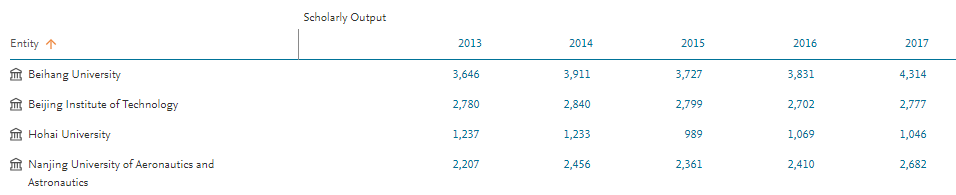 Scholarly Output
Entity 2013 2014 2015 2016 2017
Beihang University 3,646 3,911 3,727 3,831 4,314
Beijing Institute of Technology 2,780 2,840 2,799 2,702 2,777
Hohai University 1,237 1,233 989 1,069 1,046
Nanjing University of Aeronautics and 2,207 2,456 2,361 2,410 2,682
Astronautics